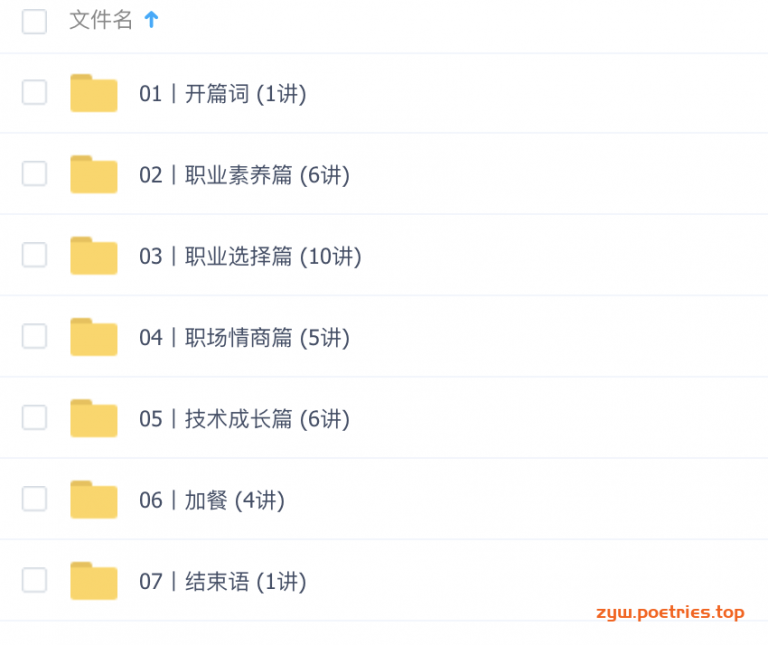 文件名 ↑
01丨开篇词 (1讲)
02丨职业素养篇 (6讲)
03丨职业选择篇 (10讲)
04丨职场情商篇 (5讲)
05丨技术成长篇 (6讲)
06丨加餐 (4讲)
07丨结束语 (1讲)
zyw.poetries.top